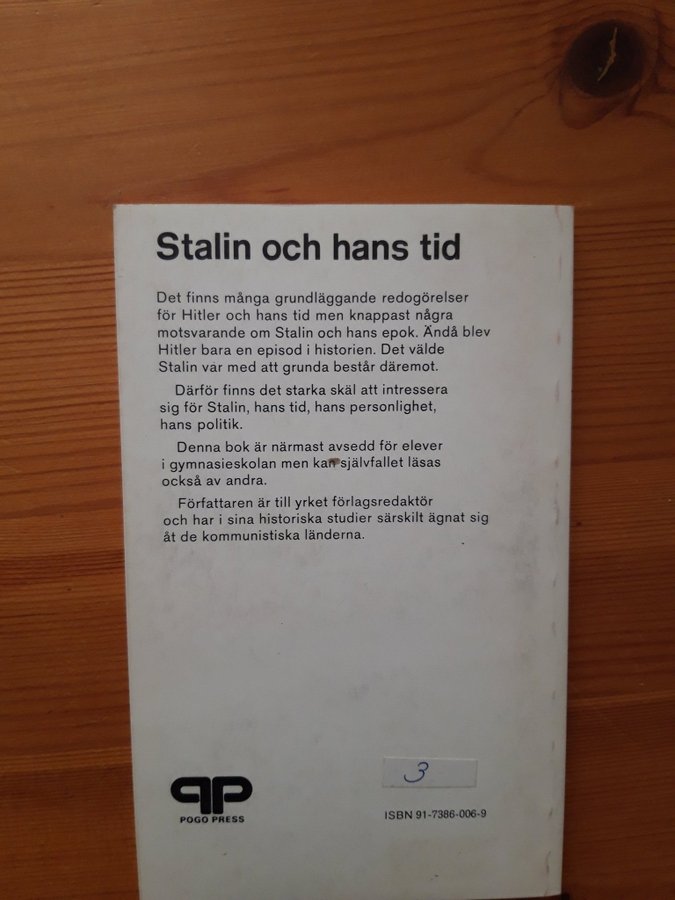 Stalin och hans tid
Det finns många grundläggande redogörelser
för Hitler och hans tid men knappast några
motsvarande om Stalin och hans epok. Ändå blev
Hitler bara en episod i historien. Det välde
Stalin var med att grunda består däremot.
Därför finns det starka skäl att intressera
sig för Stalin, hans tid, hans personlighet,
hans politik.
Denna bok är närmast avsedd för elever
i gymnasieskolan men kan självfallet läsas
också av andra.
Författaren är till yrket förlagsredaktör
och har i sina historiska studier särskilt ägnat sig
åt de kommunistiska länderna.
3
POGO PRESS
ISBN 91-7386-006-9